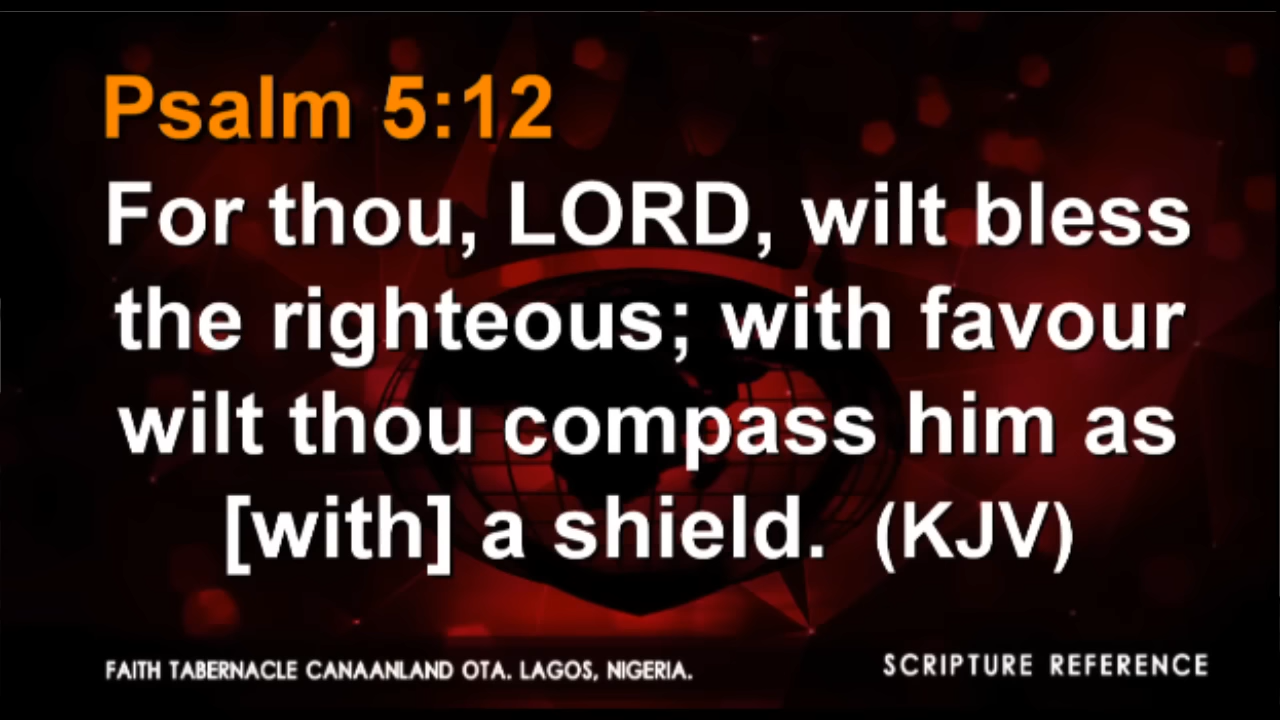 Psalm 5:12
For thou, LORD, wilt bless
the righteous; with favour
wilt thou compass him as
[with] a shield.  (KJV)
FAITH TABERNACLE CANAANLAND OTA. LAGOS, NIGERIA.
SCRIPTURE REFERENCE